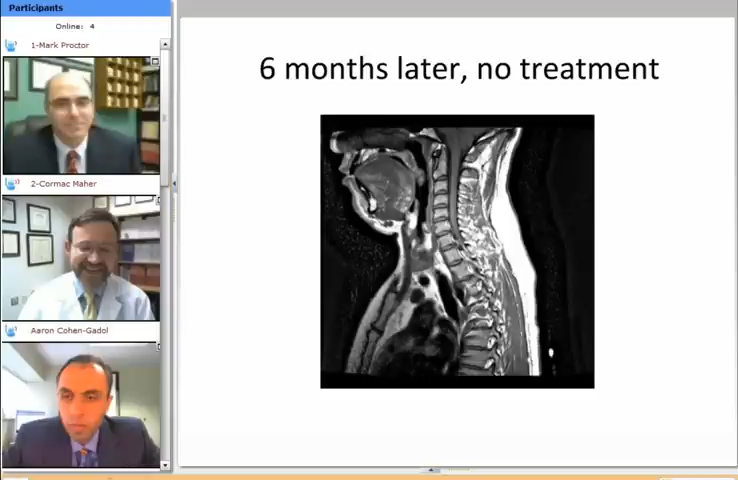 Participants
Online: 4
1-Mark Proctor
2-Cormac Maher
Aaron Cohen-Gadol
6 months later, no treatment